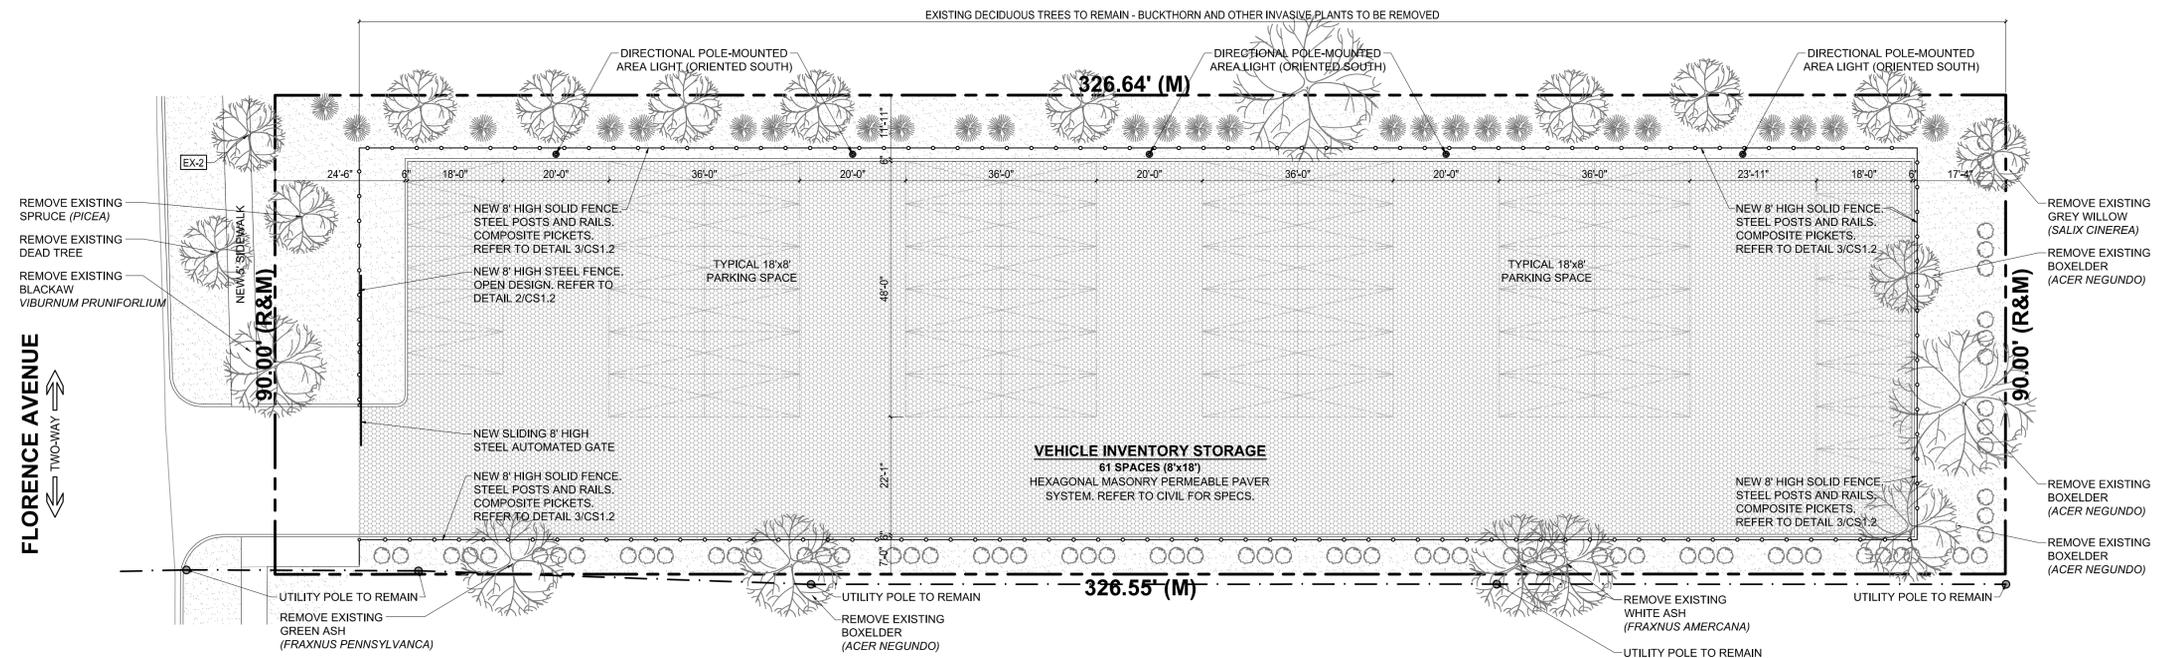 EXISTING DECIDUOUS TREES TO REMAIN - BUCKTHORN AND OTHER INVASIVE PLANTS TO BE REMOVED
DIRECTIONAL POLE-MOUNTED
AREA LIGHT (ORIENTED SOUTH)
DIRECTIONAL POLE-MOUNTED
AREA LIGHT (ORIENTED SOUTH)
DIRECTIONAL POLE-MOUNTED
AREA LIGHT (ORIENTED SOUTH)
326.64' (M)
11'-11"
EX-2
6"
24'-6"
6"
18'-0"
20'-0"
36'-0"
20'-0"
36'-0"
20'-0"
36'-0"
20'-0"
36'-0"
23'-11"
18'-0"
6"
17'-4"
REMOVE EXISTING
SPRUCE (PICEA)
REMOVE EXISTING
DEAD TREE
REMOVE EXISTING
BLACKAW
VIBURNUM PRUNIFORLIUM
NEW 5' SIDEWALK
90.00' (R&M)
FLORENCE AVENUE
TWO-WAY
NEW 8' HIGH SOLID FENCE.
STEEL POSTS AND RAILS.
COMPOSITE PICKETS.
REFER TO DETAIL 3/CS1.2
NEW 8' HIGH STEEL FENCE.
OPEN DESIGN. REFER TO
DETAIL 2/CS1.2
TYPICAL 18'x8'
PARKING SPACE
48'-0"
TYPICAL 18'x8'
PARKING SPACE
NEW 8' HIGH SOLID FENCE.
STEEL POSTS AND RAILS.
COMPOSITE PICKETS.
REFER TO DETAIL 3/CS1.2
REMOVE EXISTING
GREY WILLOW
(SALIX CINEREA)
REMOVE EXISTING
BOXELDER
(ACER NEGUNDO)
90.00' (R&M)
NEW SLIDING 8' HIGH
STEEL AUTOMATED GATE
NEW 8' HIGH SOLID FENCE.
STEEL POSTS AND RAILS.
COMPOSITE PICKETS.
REFER TO DETAIL 3/CS1.2
22'-1"
VEHICLE INVENTORY STORAGE
61 SPACES (8'x18')
HEXAGONAL MASONRY PERMEABLE PAVER
SYSTEM. REFER TO CIVIL FOR SPECS.
NEW 8' HIGH SOLID FENCE.
STEEL POSTS AND RAILS.
COMPOSITE PICKETS.
REFER TO DETAIL 3/CS1.2
REMOVE EXISTING
BOXELDER
(ACER NEGUNDO)
REMOVE EXISTING
BOXELDER
(ACER NEGUNDO)
6"
7'-0"
326.55' (M)
UTILITY POLE TO REMAIN
REMOVE EXISTING
GREEN ASH
(FRAXNUS PENNSYLVANCA)
UTILITY POLE TO REMAIN
REMOVE EXISTING
BOXELDER
(ACER NEGUNDO)
REMOVE EXISTING
WHITE ASH
(FRAXNUS AMERCANA)
UTILITY POLE TO REMAIN
UTILITY POLE TO REMAIN